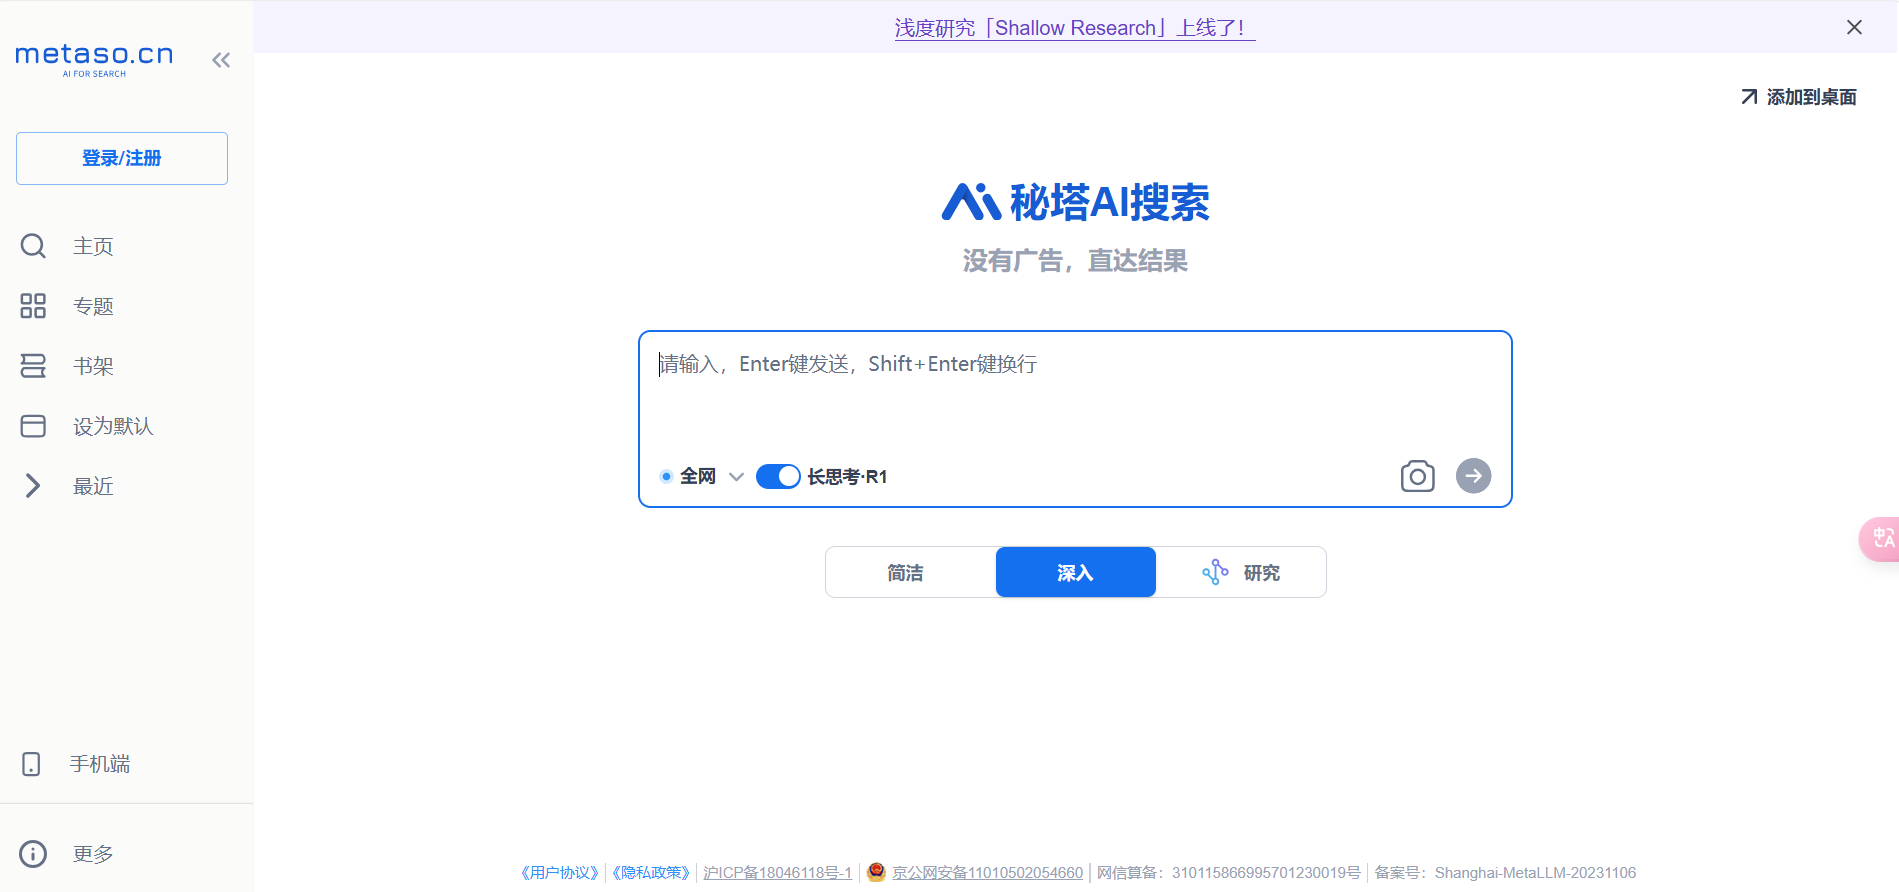 浅度研究「Shallow Research」上线了！
metaso.cn
AI FOR SEARCH
登录/注册
主页
专题
书架
设为默认
最近
手机端
更多
添加到桌面
秘塔AI搜索
没有广告，直达结果
请输入，Enter键发送，Shift+Enter键换行
全网 长思考·R1
简洁 深入 研究
中A
《用户协议》 《隐私政策》 沪ICP备18046118号-1 京公网安备11010502054660 网信算备：310115866995701230019号 备案号：Shanghai-MetaLLM-20231106